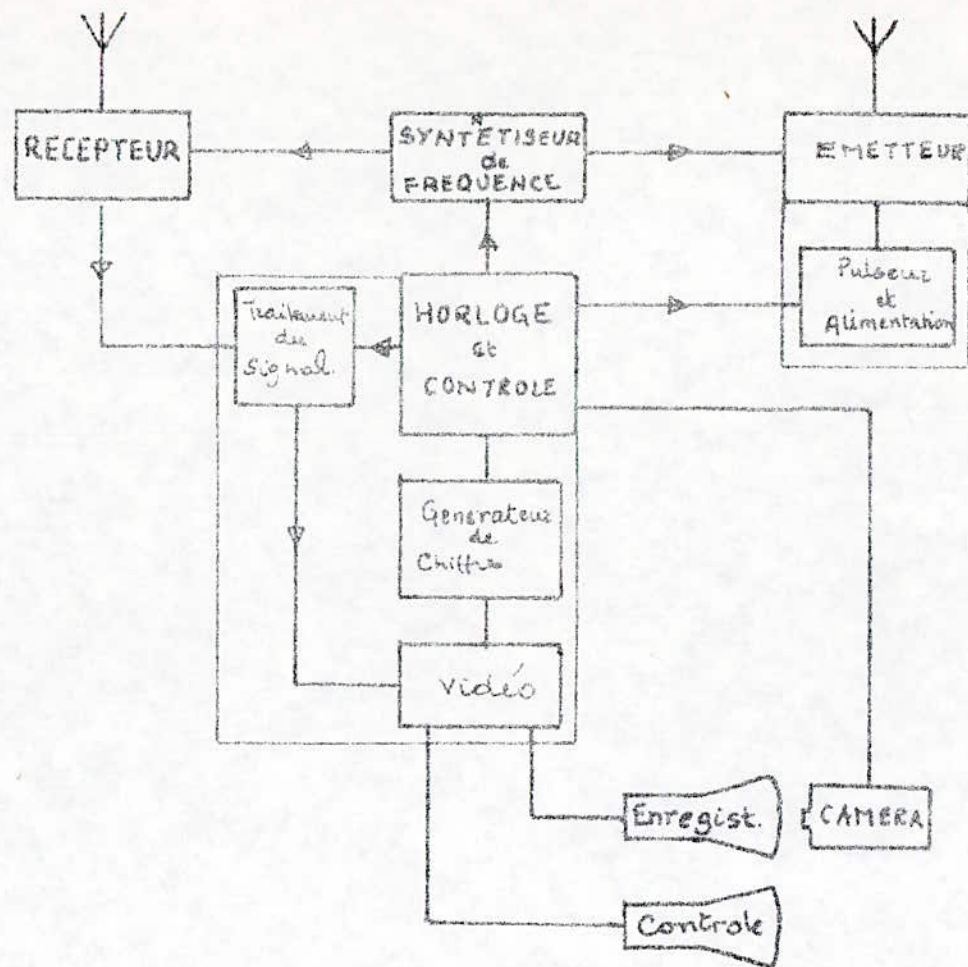 RECEPTEUR
SYNTETISEUR
de
FREQUENCE
EMETTEUR
Pulseur
et
Alimentation
Traitement
du
Signal.
HORLOGE
et
CONTROLE
Generateur
de
Chiffres
Vidéo
Enregist.
CAMERA
Controle